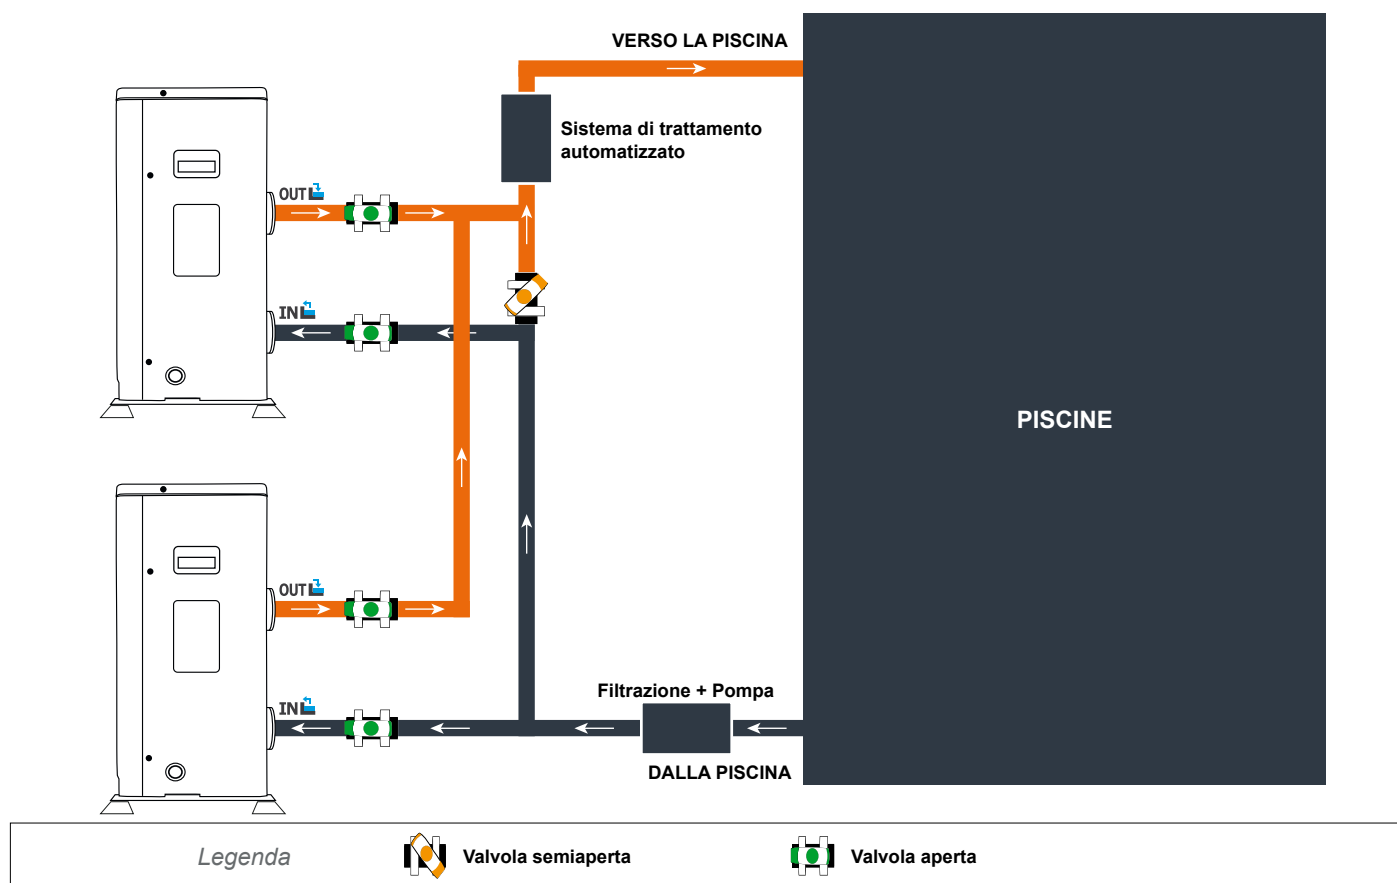 VERSO LA PISCINA
Sistema di trattamento
automatizzato
OUT
IN
PISCINE
OUT
IN
Filtrazione + Pompa
DALLA PISCINA
Legenda
Valvola semiaperta
Valvola aperta